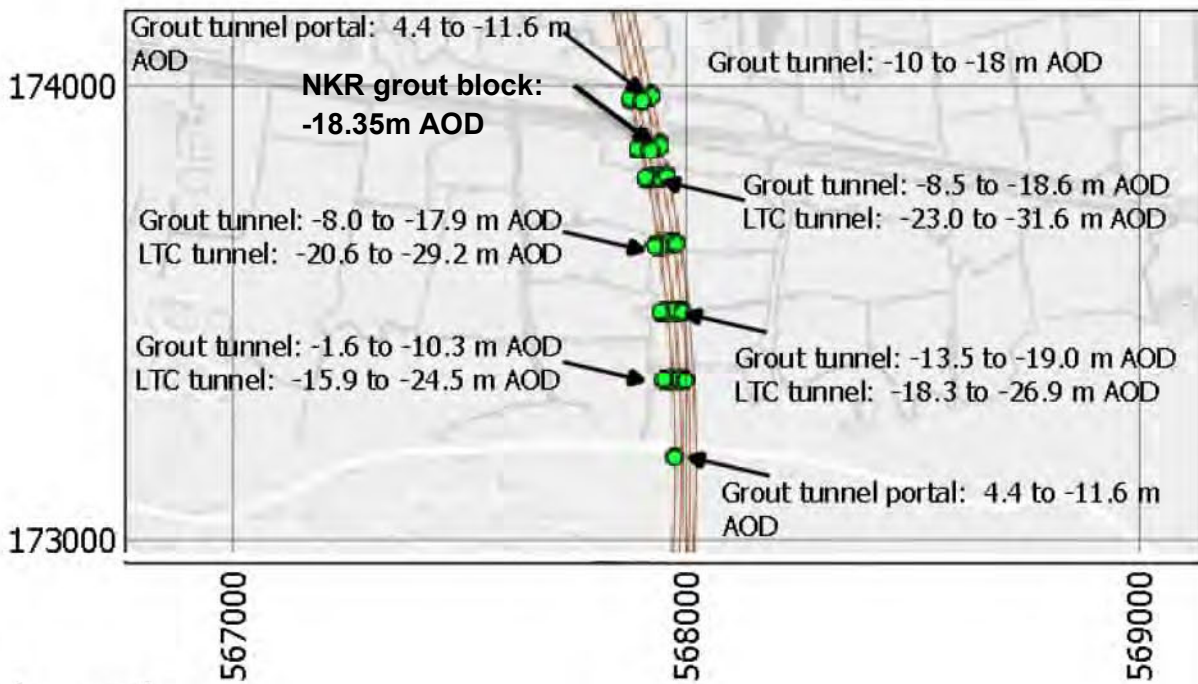 Grout tunnel portal: 4.4 to -11.6 m
AOD
Grout tunnel: -10 to -18 m AOD
174000
NKR grout block:
-18.35m AOD
Grout tunnel: -8.5 to -18.6 m AOD
LTC tunnel: -23.0 to -31.6 m AOD
Grout tunnel: -8.0 to -17.9 m AOD
LTC tunnel: -20.6 to -29.2 m AOD
Grout tunnel: -1.6 to -10.3 m AOD
LTC tunnel: -15.9 to -24.5 m AOD
Grout tunnel: -13.5 to -19.0 m AOD
LTC tunnel: -18.3 to -26.9 m AOD
Grout tunnel portal: 4.4 to -11.6 m
AOD
173000
567000
568000
569000